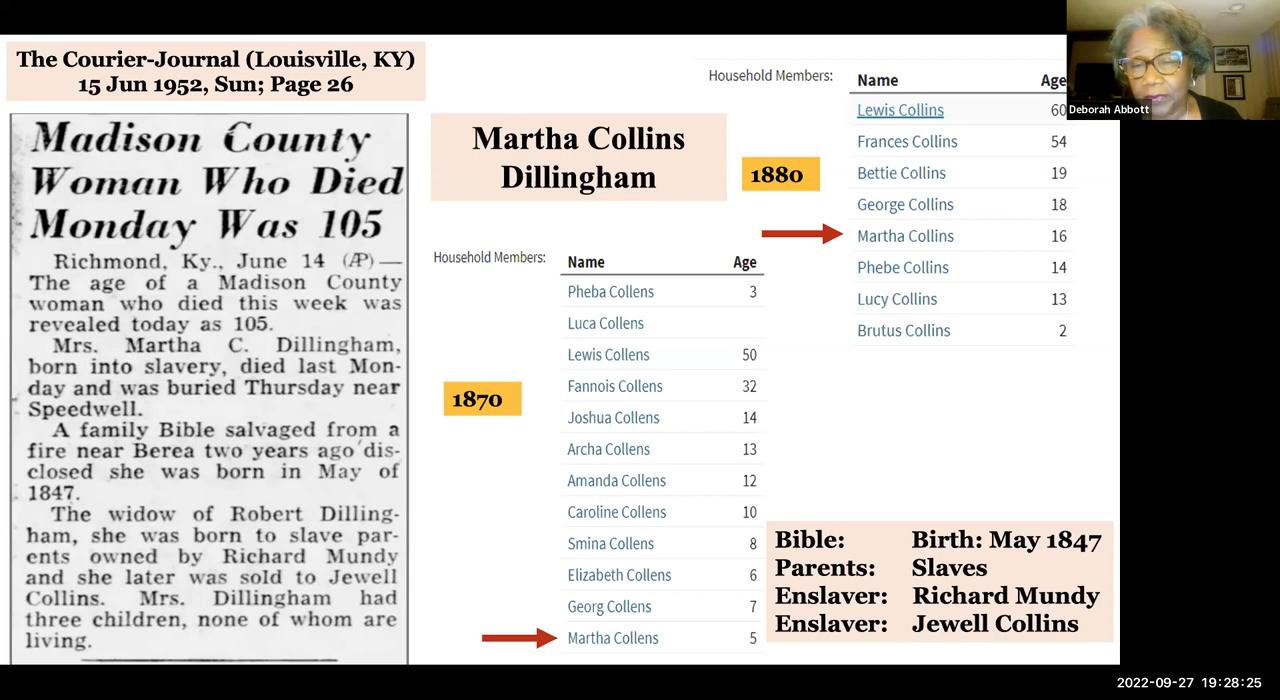 The Courier-Journal (Louisville, KY)
15 Jun 1952, Sun; Page 26
Madison County
Woman Who Died
Monday Was 105
Richmond, Ky., June 14 (AP)—
The age of a Madison County
woman who died this week was
revealed today as 105.
Mrs. Martha C. Dillingham,
born into slavery, died last Mon-
day and was buried Thursday near
Speedwell.
A family Bible salvaged from a
fire near Berea two years ago dis-
closed she was born in May of
1847.
The widow of Robert Dilling-
ham, she was born to slave par-
ents owned by Richard Mundy
and she later was sold to Jewell
Collins. Mrs. Dillingham had
three children, none of whom are
living.
Martha Collins
Dillingham
1870
Household Members:
Name Age
Pheba Collens 3
Luca Collens
Lewis Collens 50
Fannois Collens 32
Joshua Collens 14
Archa Collens 13
Amanda Collens 12
Caroline Collens 10
Smina Collens 8
Elizabeth Collens 6
Georg Collens 7
Martha Collens 5
1880
Household Members:
Name Age
Lewis Collins 60
Frances Collins 54
Bettie Collins 19
George Collins 18
Martha Collins 16
Phebe Collins 14
Lucy Collins 13
Brutus Collins 2
Bible: Birth: May 1847
Parents: Slaves
Enslaver: Richard Mundy
Enslaver: Jewell Collins
Deborah Abbott
2022-09-27 19:28:25